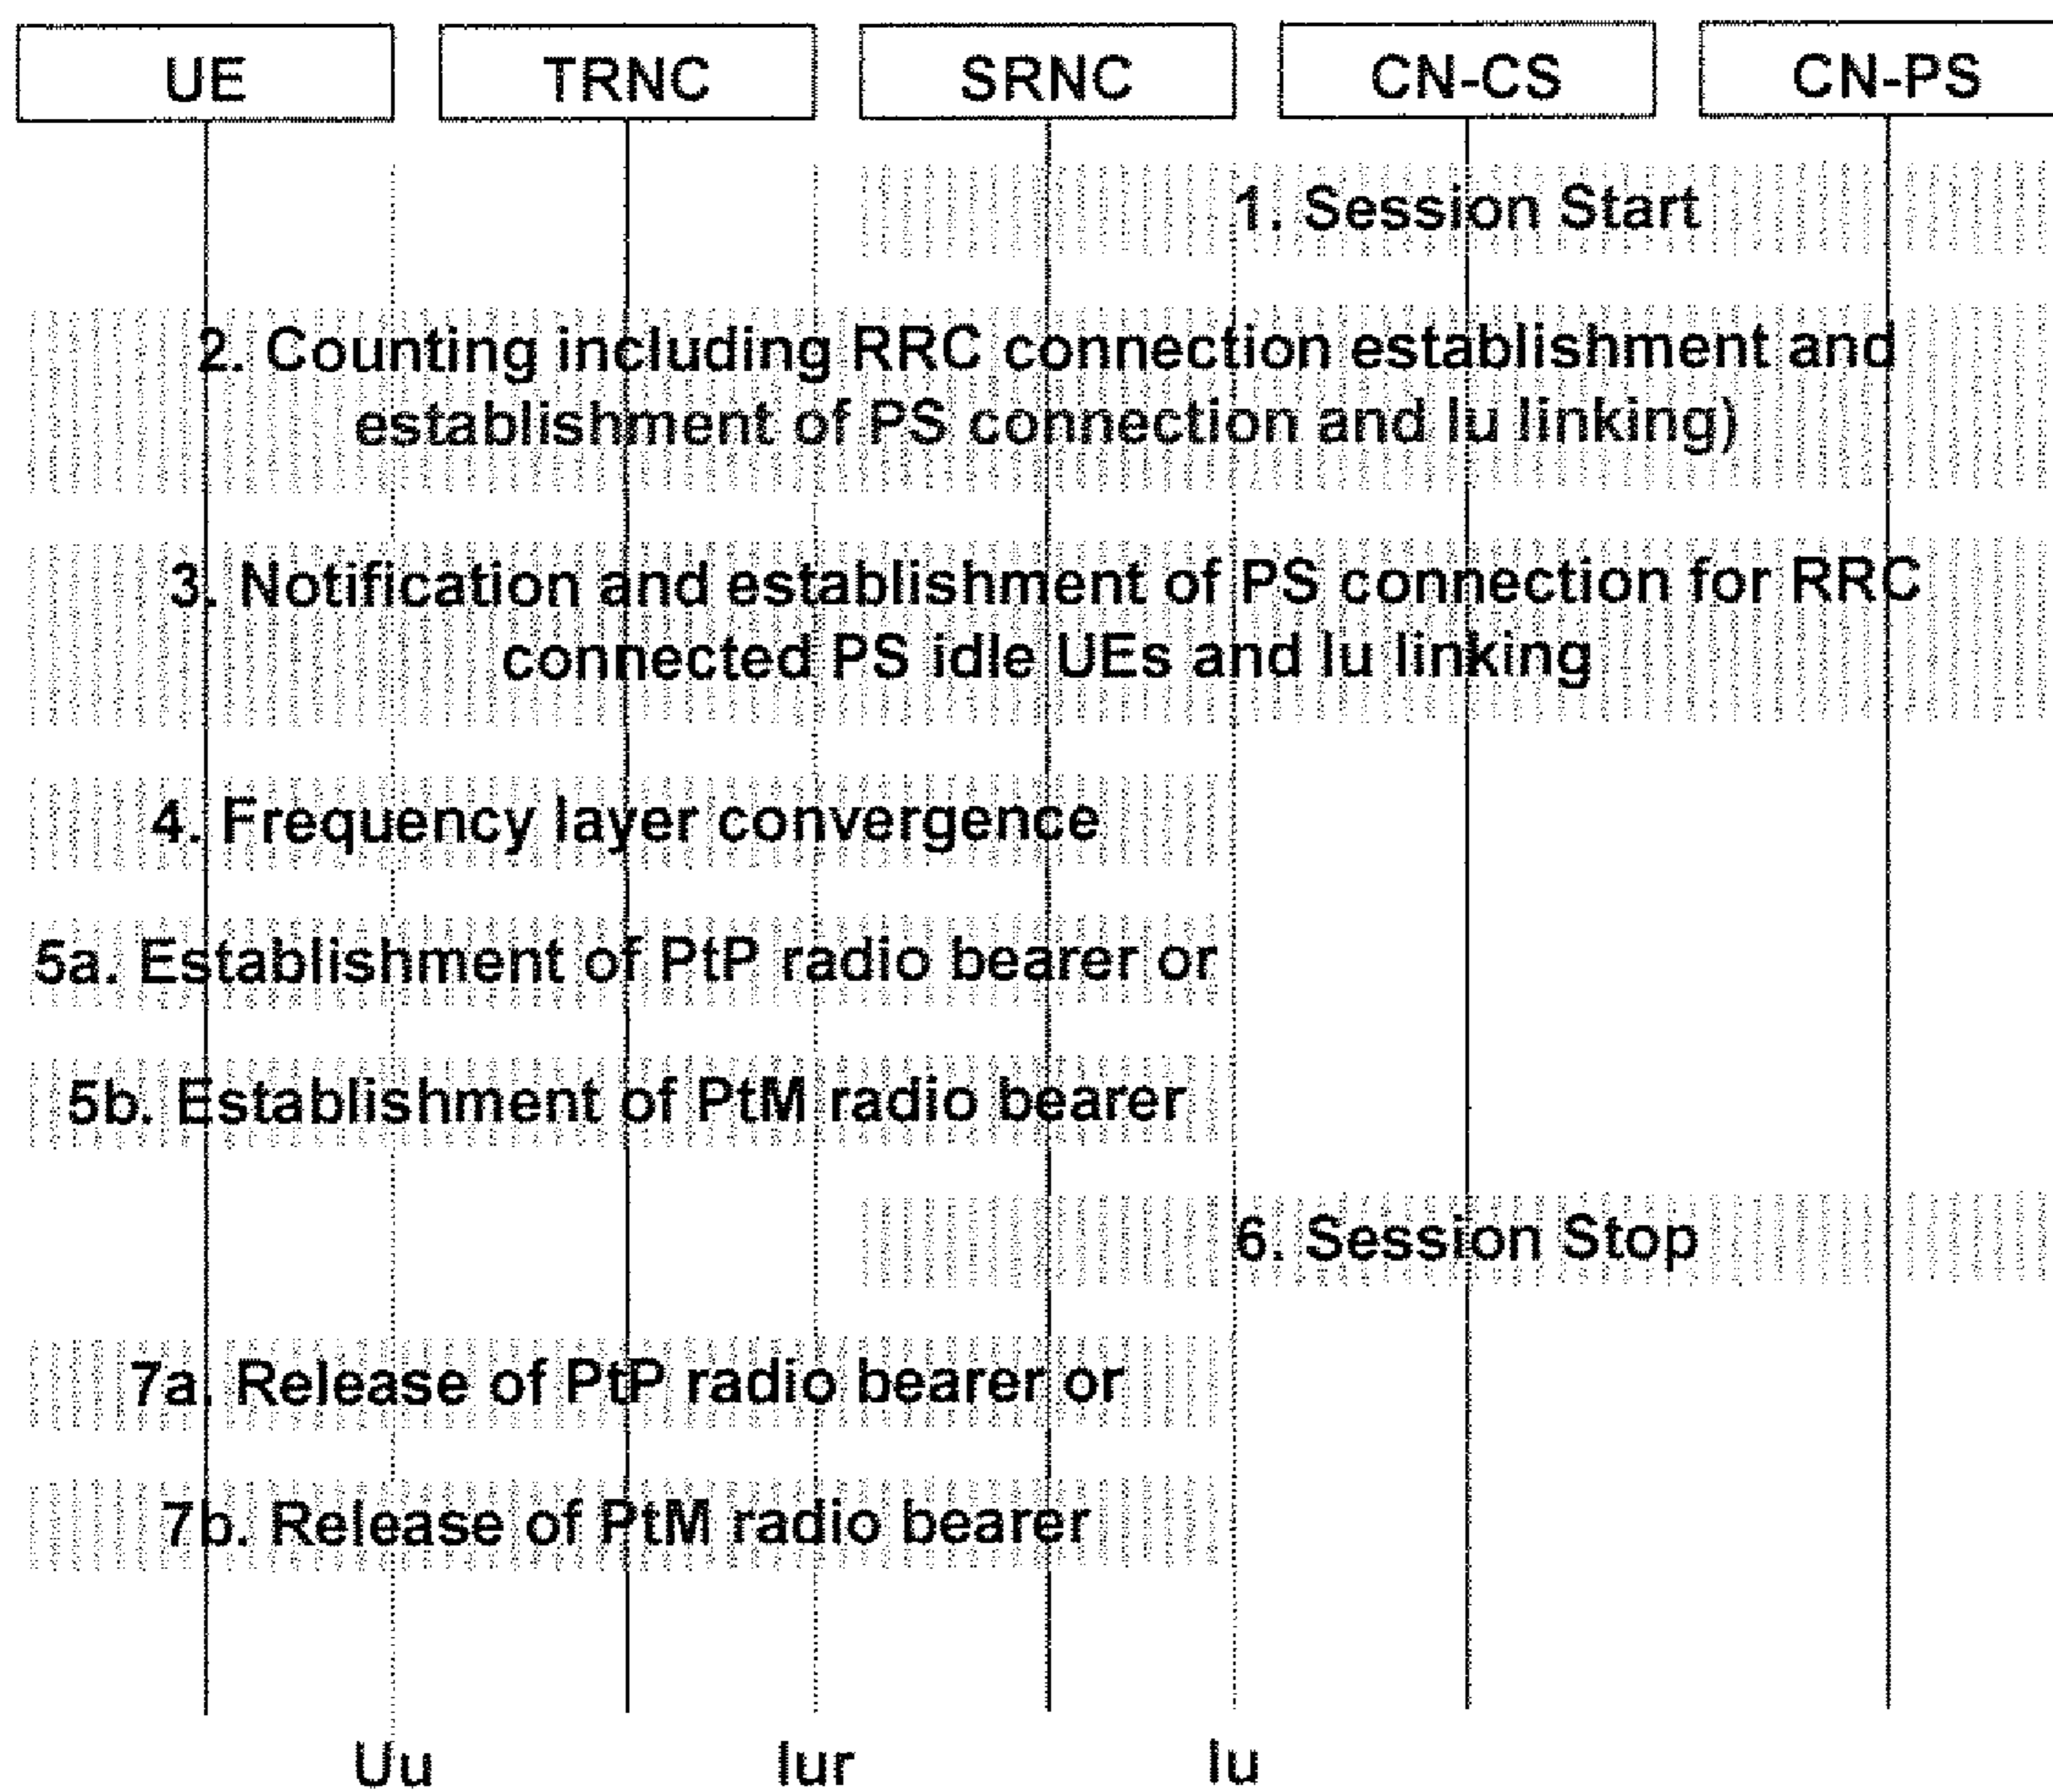 UE TRNC SRNC CN-CS CN-PS
1. Session Start
2. Counting including RRC connection establishment and
establishment of PS connection and Iu linking)
3. Notification and establishment of PS connection for RRC
connected PS idle UEs and Iu linking
4. Frequency layer convergence
5a. Establishment of PtP radio bearer or
5b. Establishment of PtM radio bearer
6. Session Stop
7a. Release of PtP radio bearer or
7b. Release of PtM radio bearer
Uu Iur Iu